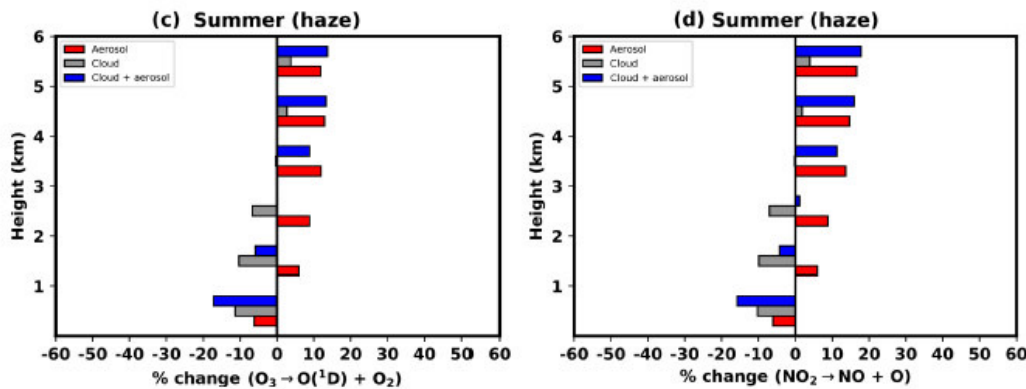 (c) Summer (haze)
6
5
4
3
2
1
Height (km)
Aerosol
Cloud
Cloud + aerosol
-60 -50 -40 -30 -20 -10 0 10 20 30 40 50 60
% change (O₃→O(¹D) + O₂)
(d) Summer (haze)
6
5
4
3
2
1
Height (km)
Aerosol
Cloud
Cloud + aerosol
-60 -50 -40 -30 -20 -10 0 10 20 30 40 50 60
% change (NO₂→NO + O)